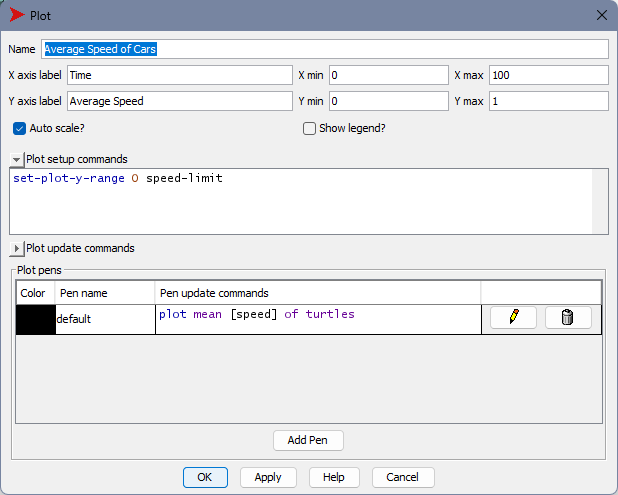 Plot
Name Average Speed of Cars
X axis label Time X min 0 X max 100
Y axis label Average Speed Y min 0 Y max 1
Auto scale? Show legend?
Plot setup commands
set-plot-y-range 0 speed-limit
Plot update commands
Plot pens
Color Pen name Pen update commands
default plot mean [speed] of turtles
Add Pen
OK Apply Help Cancel